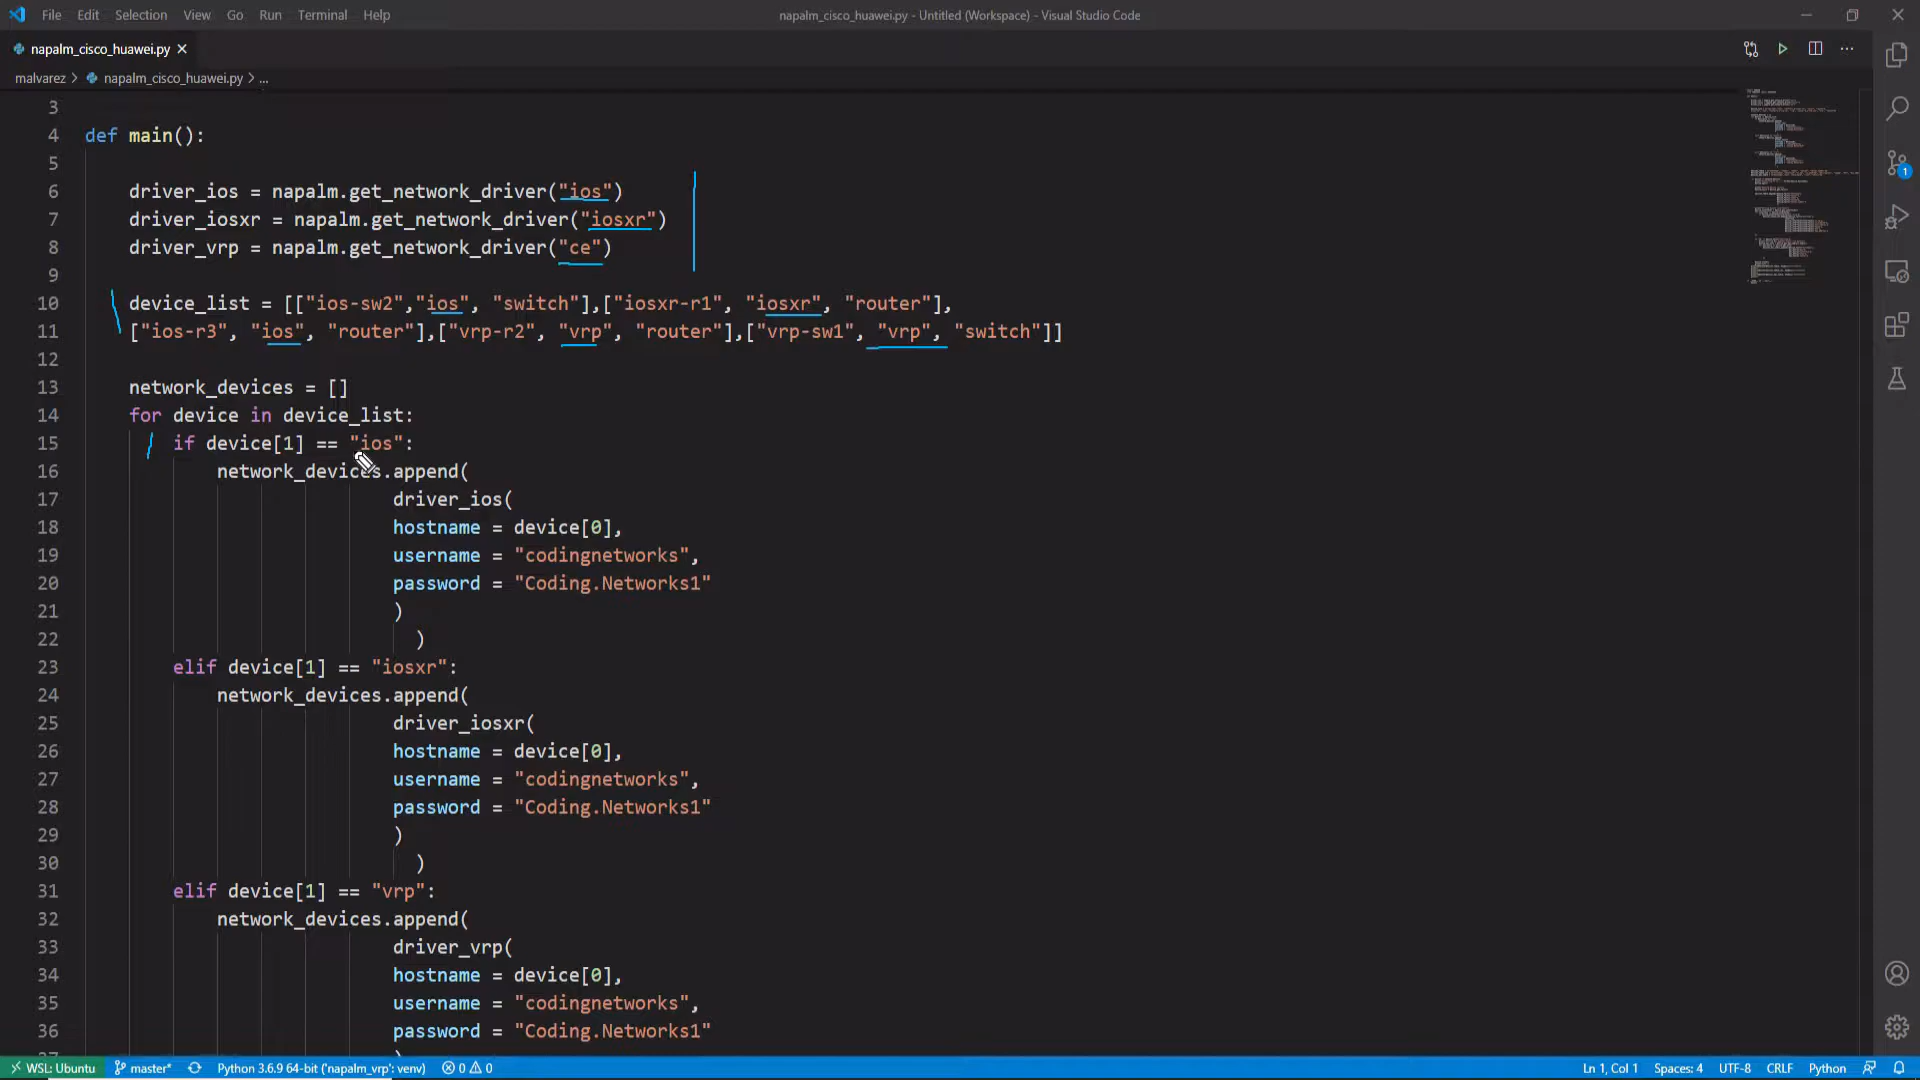 File Edit Selection View Go Run Terminal Help
napalm_cisco_huawei.py - Untitled (Workspace) - Visual Studio Code
napalm_cisco_huawei.py
malvarez > napalm_cisco_huawei.py > ...
3
4 def main():
5
6 driver_ios = napalm.get_network_driver("ios")
7 driver_iosxr = napalm.get_network_driver("iosxr")
8 driver_vrp = napalm.get_network_driver("ce")
9
10 device_list = [["ios-sw2","ios", "switch"],["iosxr-r1", "iosxr", "router"],
11 ["ios-r3", "ios", "router"],["vrp-r2", "vrp", "router"],["vrp-sw1", "vrp", "switch"]]
12
13 network_devices = []
14 for device in device_list:
15 if device[1] == "ios":
16 network_devices.append(
17 driver_ios(
18 hostname = device[0],
19 username = "codingnetworks",
20 password = "Coding.Networks1"
21 )
22 )
23 elif device[1] == "iosxr":
24 network_devices.append(
25 driver_iosxr(
26 hostname = device[0],
27 username = "codingnetworks",
28 password = "Coding.Networks1"
29 )
30 )
31 elif device[1] == "vrp":
32 network_devices.append(
33 driver_vrp(
34 hostname = device[0],
35 username = "codingnetworks",
36 password = "Coding.Networks1"
1
WSL: Ubuntu master* Python 3.6.9 64-bit ('napalm_vrp': venv) 0 0 Ln 1, Col 1 Spaces: 4 UTF-8 CRLF Python